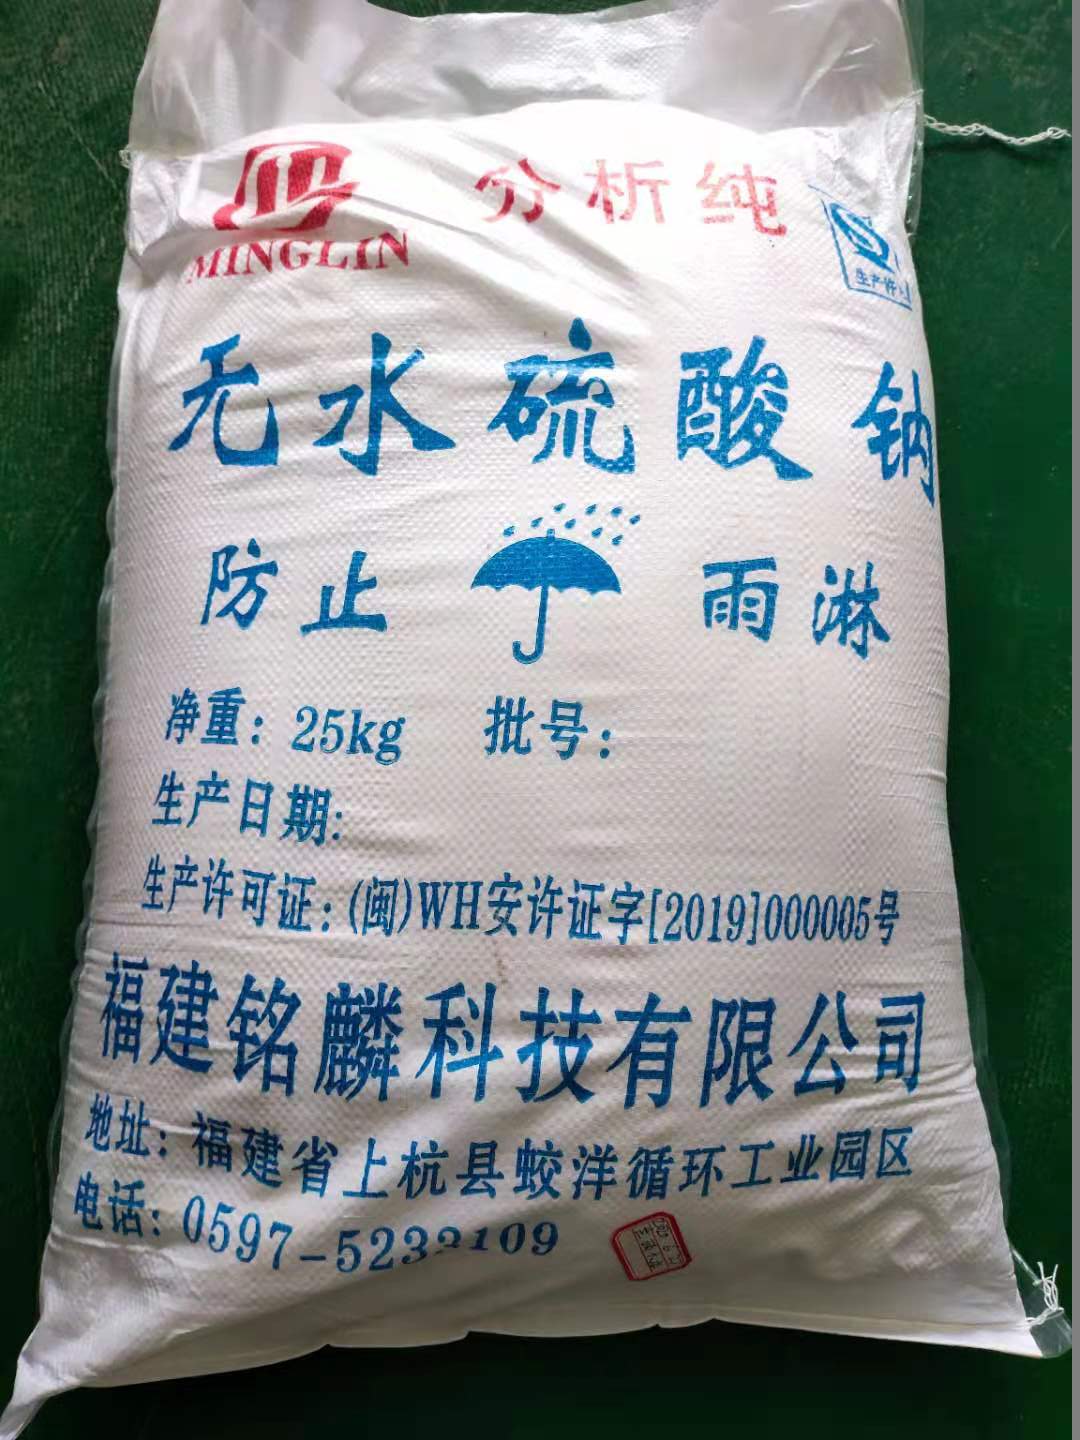 分析纯
MINGLIN
生产许
无水硫酸钠
防止 雨淋
净重：25kg 批号：
生产日期:
生产许可证：(闽)WH安许证字[2019]000005号
福建铭麟科技有限公司
地址：福建省上杭县蛟洋循环工业园区
电话：0597-5233109